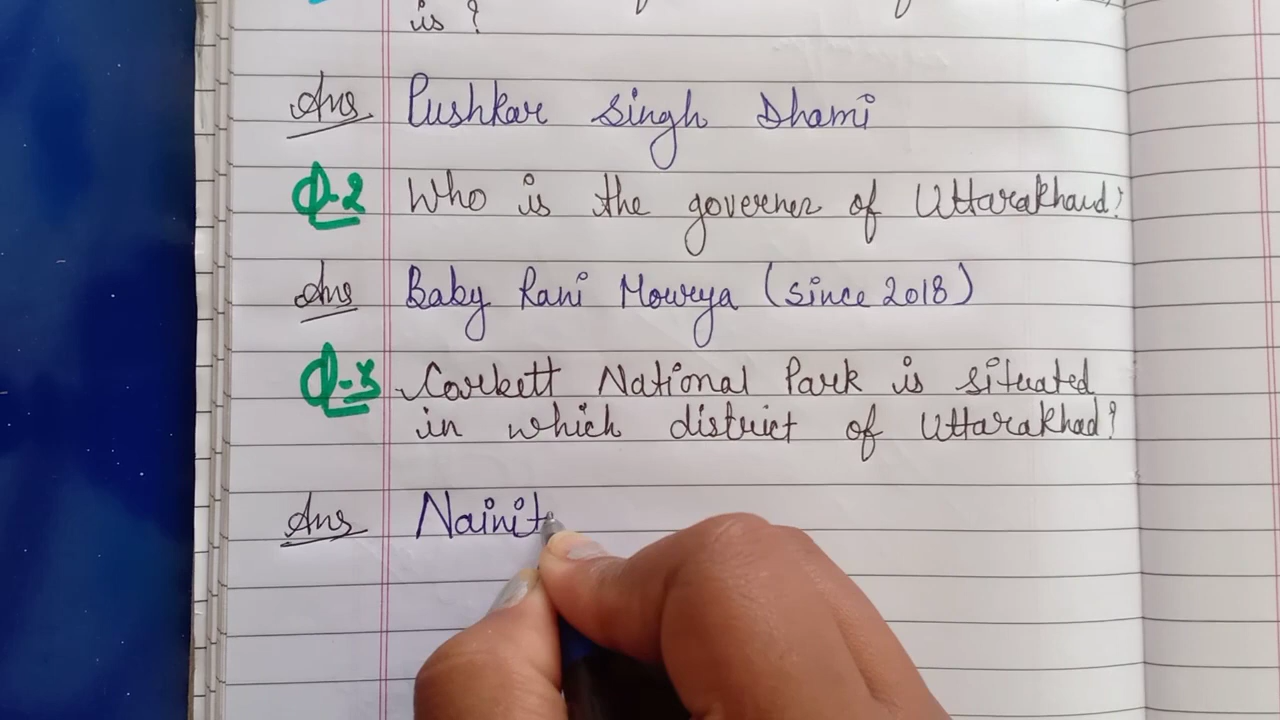 is?
Ans Pushkar Singh Dhami
Q-2 Who is the governer of Uttarakhand?
Ans Baby Rani Mourya (since 2018)
Q-3 Corbett National Park is situated
in which district of Uttarakhad?
Ans Nainit